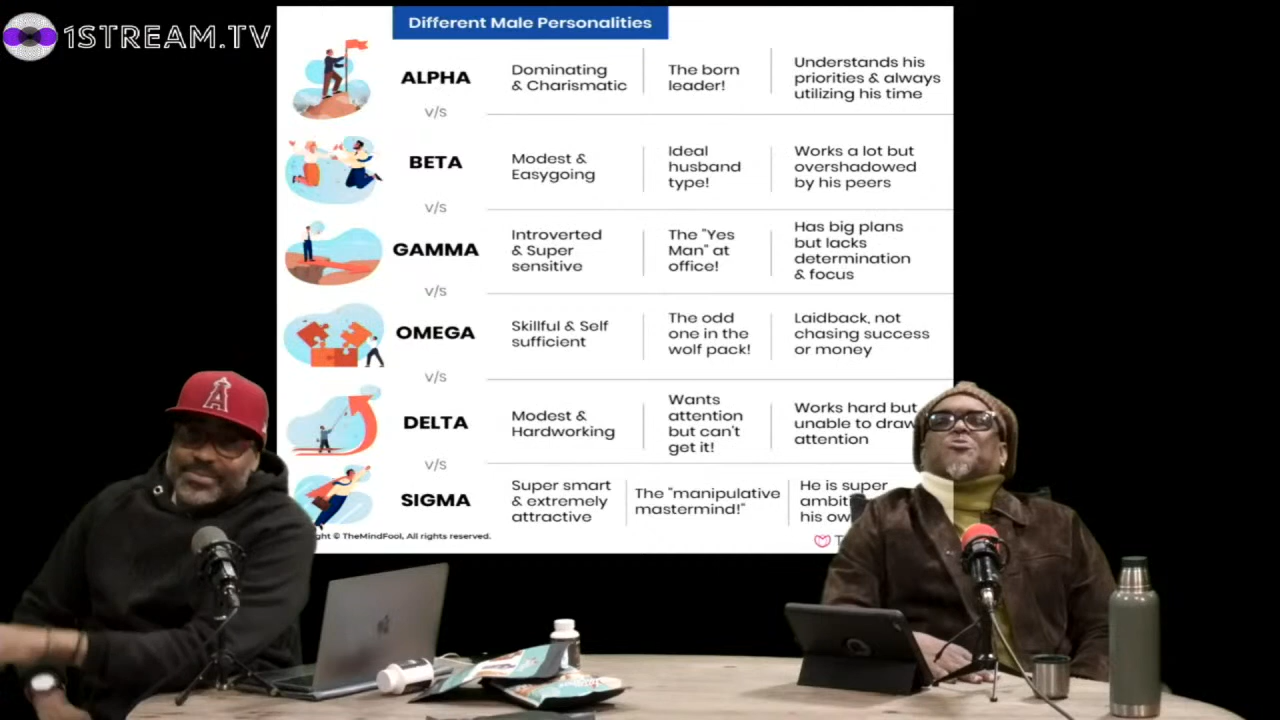 1STREAM.TV
Different Male Personalities
ALPHA
Dominating
& Charismatic
The born
leader!
Understands his
priorities & always
utilizing his time
v/s
BETA
Modest &
Easygoing
Ideal
husband
type!
Works a lot but
overshadowed
by his peers
v/s
GAMMA
Introverted
& Super
sensitive
The "Yes
Man" at
office!
Has big plans
but lacks
determination
& focus
v/s
OMEGA
Skillful & Self
sufficient
The odd
one in the
wolf pack!
Laidback, not
chasing success
or money
v/s
DELTA
Modest &
Hardworking
Wants
attention
but can't
get it!
Works hard but
unable to draw
attention
v/s
SIGMA
Super smart
& extremely
attractive
The "manipulative
mastermind!"
He is super
ambiti
his ow
ght © TheMindFool, All rights reserved.
A